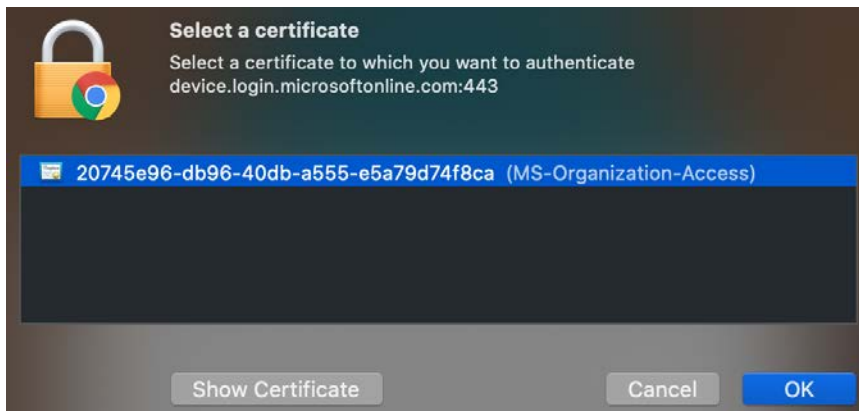 Select a certificate
Select a certificate to which you want to authenticate
device.login.microsoftonline.com:443
20745e96-db96-40db-a555-e5a79d74f8ca (MS-Organization-Access)
Show Certificate Cancel OK